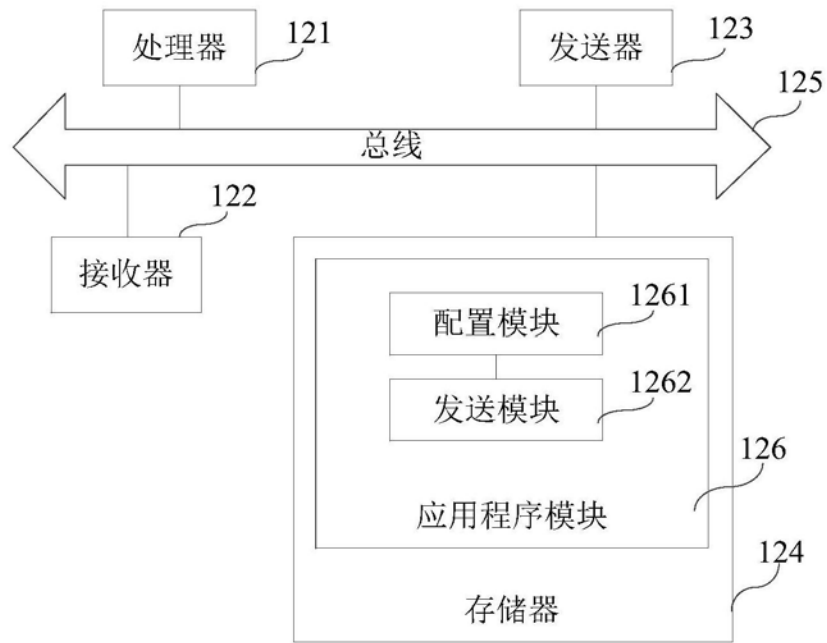 处理器
121
发送器
123
125
总线
122
接收器
1261
配置模块
1262
发送模块
126
应用程序模块
124
存储器